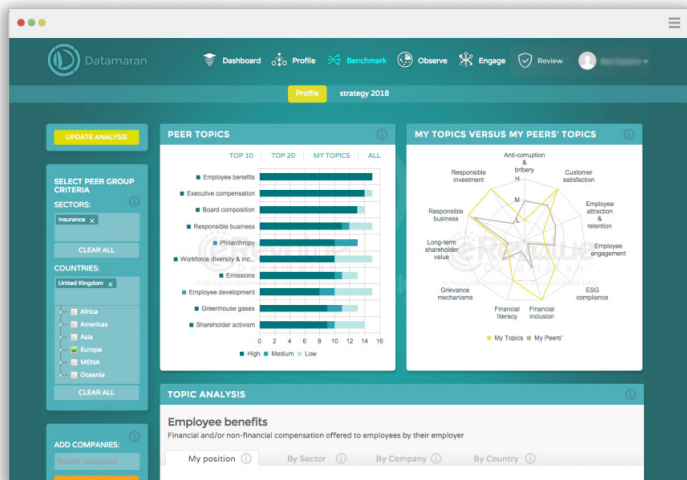 Datamaran
Dashboard
Profile
Benchmark
Observe
Engage
Review
Profile
strategy 2018
UPDATE ANALYSIS
SELECT PEER GROUP
CRITERIA
SECTORS:
Insurance x
CLEAR ALL
COUNTRIES:
United Kingdom x
Africa
Americas
Asia
Europe
MENA
Oceania
CLEAR ALL
ADD COMPANIES:
Search companies
PEER TOPICS
TOP 10 | TOP 20 | MY TOPICS | ALL
Employee benefits
Executive compensation
Board composition
Responsible business
Philanthropy
Workforce diversity & inc...
Emissions
Employee development
Greenhouse gases
Shareholder activism
0 2 4 6 8 10 12 14 16
High Medium Low
MY TOPICS VERSUS MY PEERS' TOPICS
Anti-corruption
&
bribery
Customer
satisfaction
Employee
attraction
&
retention
Employee
engagement
ESG
compliance
Financial
inclusion
Financial
literacy
Grievance
mechanisms
Long-term
shareholder
value
Responsible
business
Responsible
investment
H
M
L
My Topics My Peers'
eRevalue
Datamaran
TOPIC ANALYSIS
Employee benefits
Financial and/or non-financial compensation offered to employees by their employer
My position
By Sector
By Company
By Country